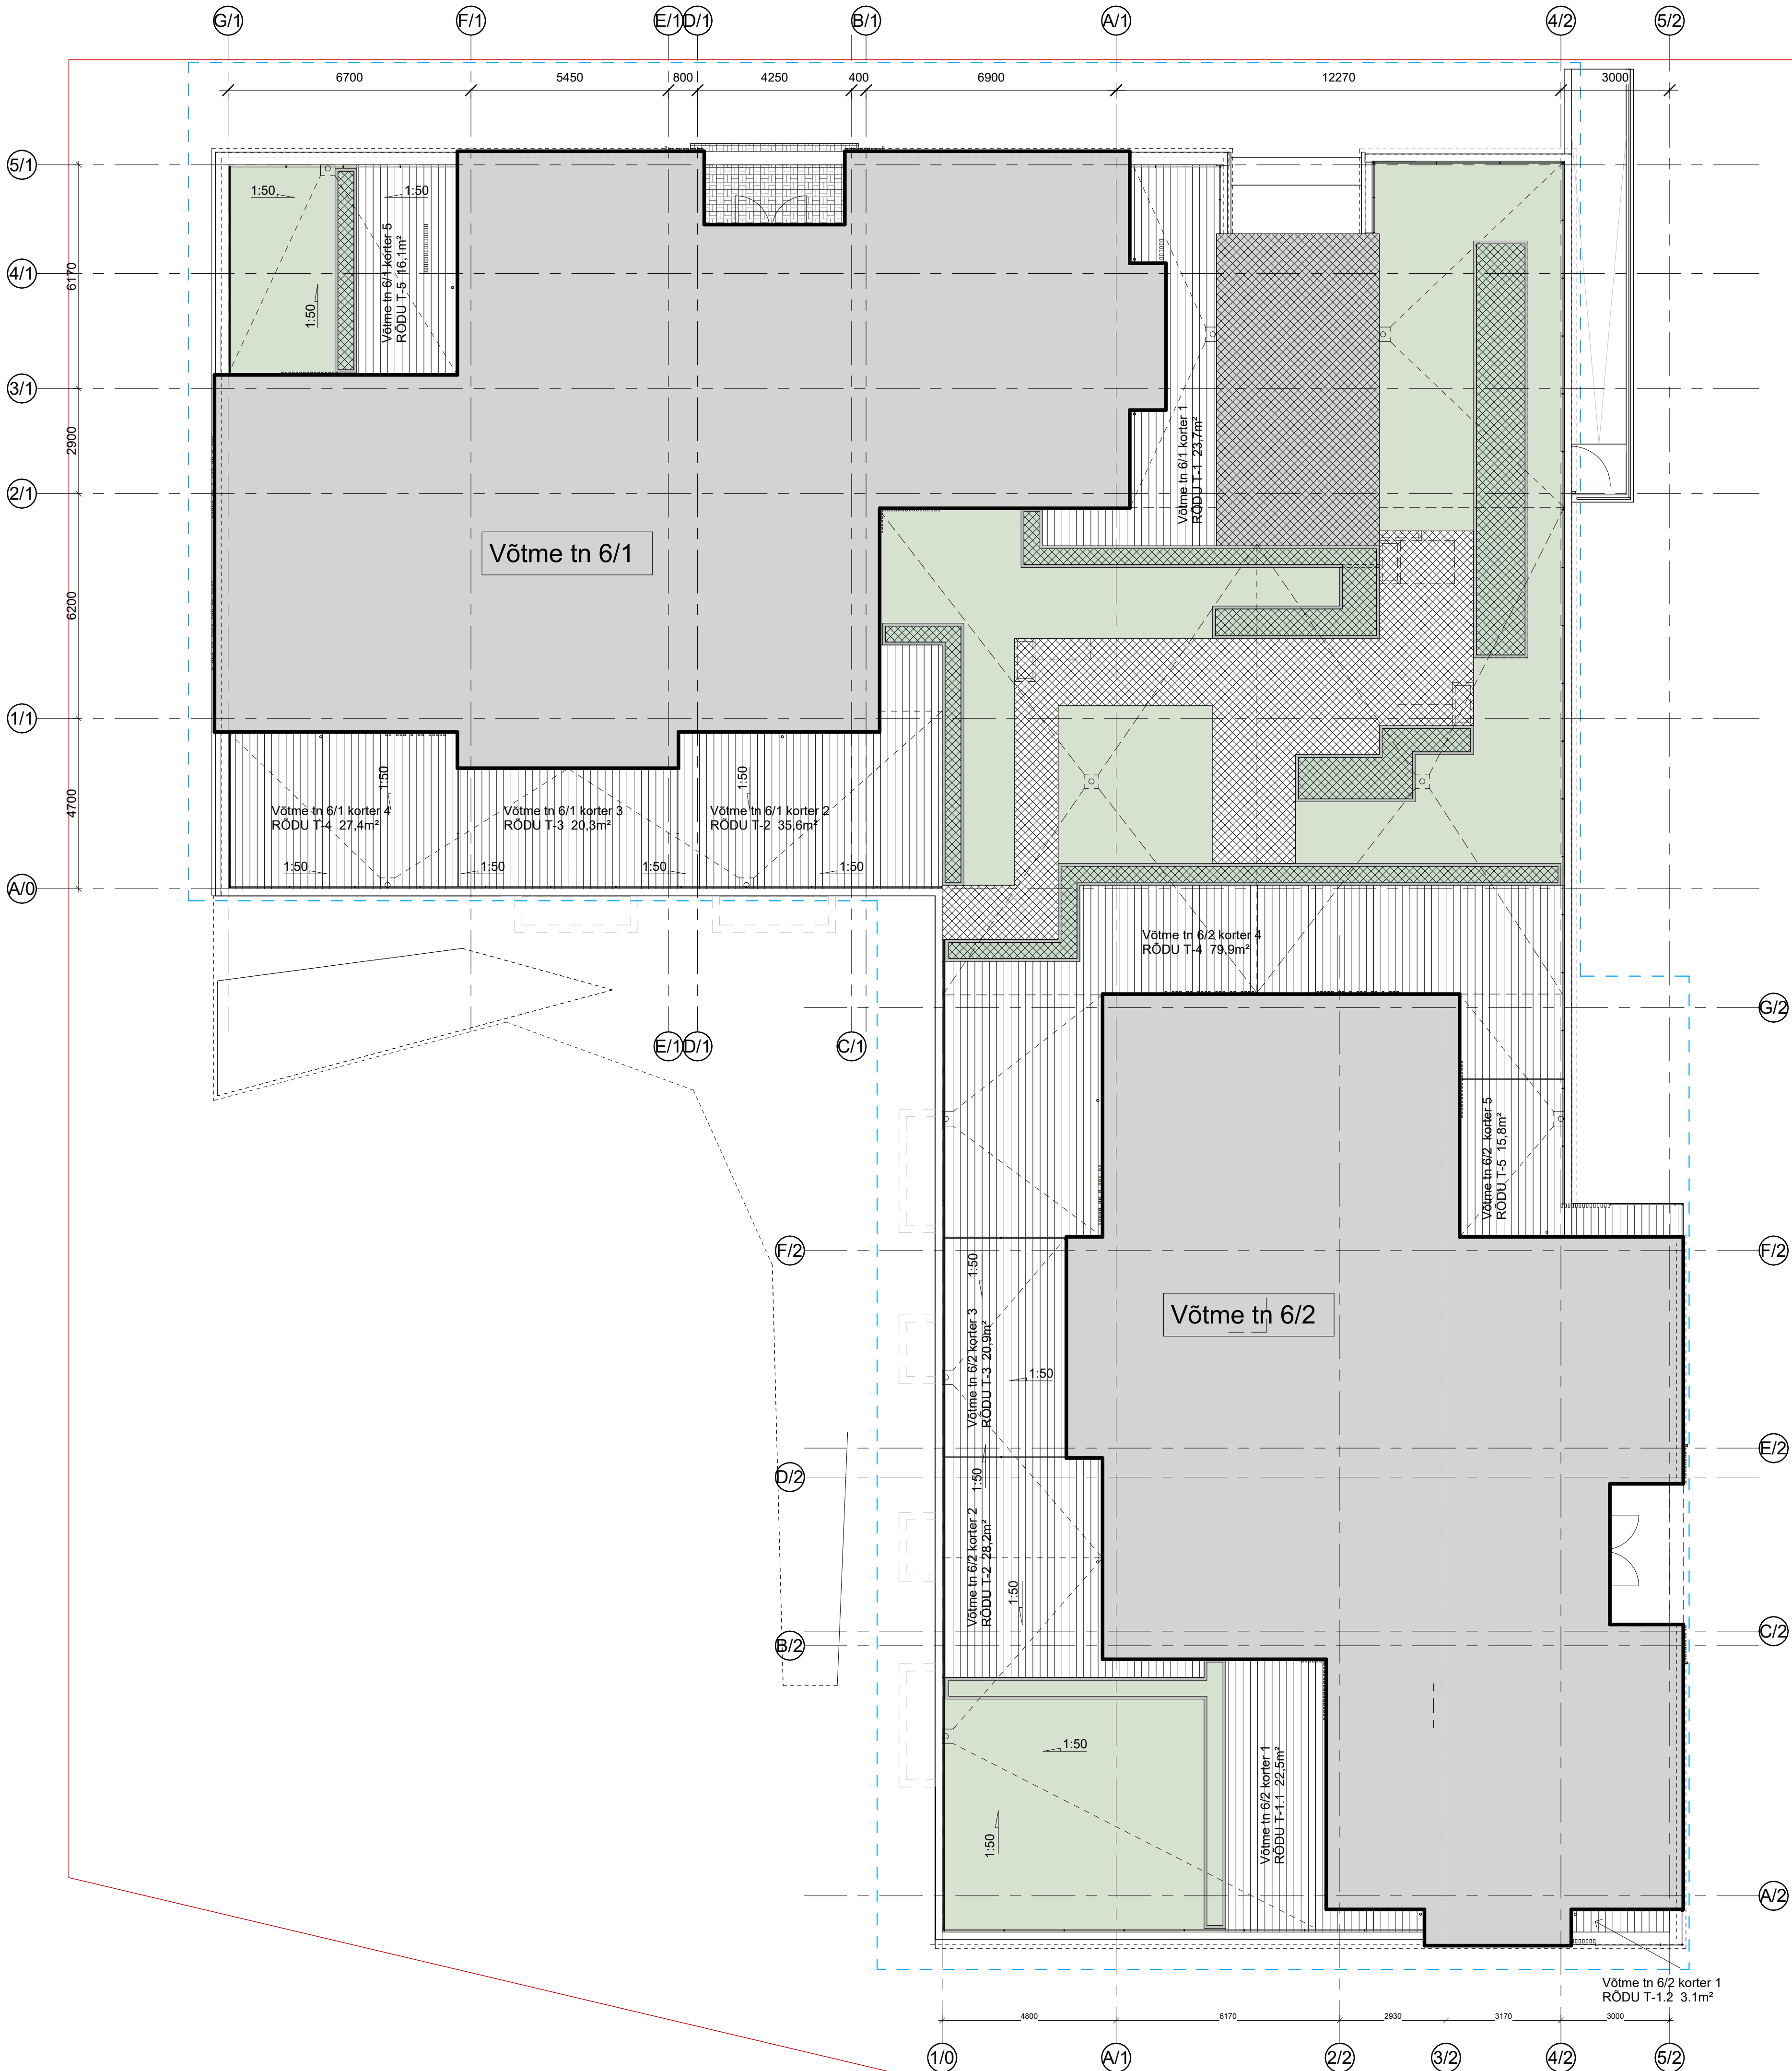 G/1
F/1
E/1
D/1
B/1
A/1
4/2
5/2
6700
5450
800
4250
400
6900
12270
3000
5/1
4/1
3/1
2/1
1/1
A/0
6170
2900
6200
4700
1:50
1:50
1:50
Võtme tn 6/1 korter 5
RÕDU T-5 16,1m²
Võtme tn 6/1 korter 1
RÕDU T-1 23,7m²
Võtme tn 6/1
1:50
1:50
Võtme tn 6/1 korter 4
RÕDU T-4 27,4m²
Võtme tn 6/1 korter 3
RÕDU T-3 20,3m²
Võtme tn 6/1 korter 2
RÕDU T-2 35,6m²
1:50
1:50
1:50
1:50
Võtme tn 6/2 korter 4
RÕDU T-4 79,9m²
E/1
D/1
C/1
G/2
Võtme tn 6/2 korter 5
RÕDU T-5 15,8m²
F/2
F/2
1:50
Võtme tn 6/2
Võtme tn 6/2 korter 3
RÕDU T-3 20,9m²
1:50
E/2
D/2
1:50
Võtme tn 6/2 korter 2
RÕDU T-2 28,2m²
1:50
C/2
B/2
1:50
1:50
Võtme tn 6/2 korter 1
RÕDU T-1.1 22,5m²
A/2
Võtme tn 6/2 korter 1
RÕDU T-1.2 3.1m²
4800
6170
2930
3170
3000
1/0
A/1
2/2
3/2
4/2
5/2